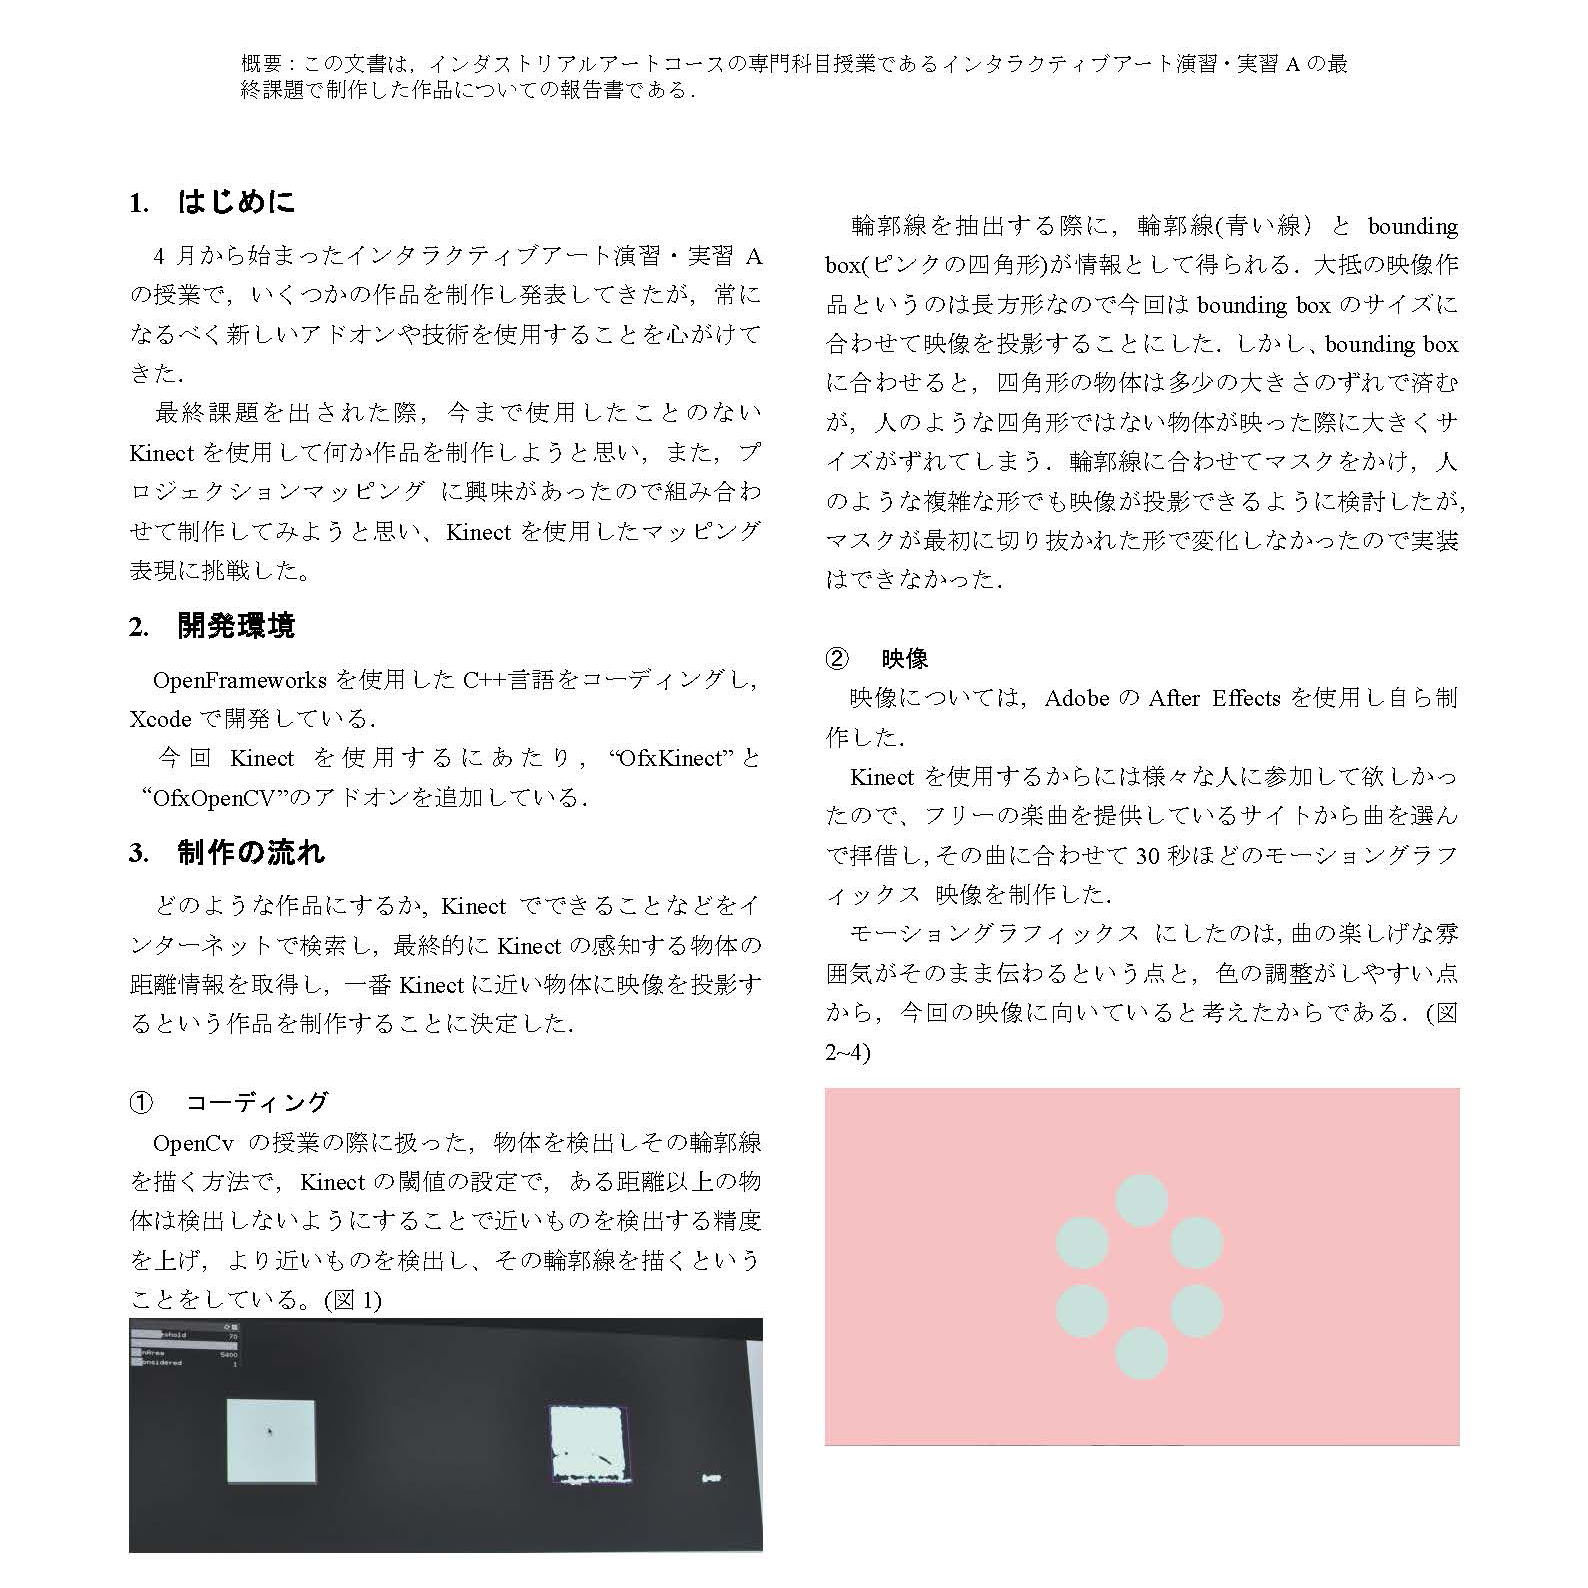 概要：この文書は，インダストリアルアートコースの専門科目授業であるインタラクティブアート演習・実習 A の最
終課題で制作した作品についての報告書である．
1. はじめに
4 月から始まったインタラクティブアート演習・実習 A
の授業で，いくつかの作品を制作し発表してきたが，常に
なるべく新しいアドオンや技術を使用することを心がけて
きた．
最終課題を出された際，今まで使用したことのない
Kinect を使用して何か作品を制作しようと思い，また，プ
ロジェクションマッピング に興味があったので組み合わ
せて制作してみようと思い、Kinect を使用したマッピング
表現に挑戦した。
2. 開発環境
OpenFrameworks を使用した C++言語をコーディングし，
Xcode で開発している．
今回 Kinect を使用するにあたり，“OfxKinect”と
“OfxOpenCV”のアドオンを追加している．
3. 制作の流れ
どのような作品にするか, Kinect でできることなどをイ
ンターネットで検索し，最終的に Kinect の感知する物体の
距離情報を取得し，一番 Kinect に近い物体に映像を投影す
るという作品を制作することに決定した．
① コーディング
OpenCv の授業の際に扱った，物体を検出しその輪郭線
を描く方法で，Kinect の閾値の設定で，ある距離以上の物
体は検出しないようにすることで近いものを検出する精度
を上げ，より近いものを検出し、その輪郭線を描くという
ことをしている。(図 1)
eshold 70
nArea 5400
onsidered 1
輪郭線を抽出する際に，輪郭線(青い線）と bounding
box(ピンクの四角形)が情報として得られる．大抵の映像作
品というのは長方形なので今回は bounding box のサイズに
合わせて映像を投影することにした．しかし、bounding box
に合わせると，四角形の物体は多少の大きさのずれで済む
が，人のような四角形ではない物体が映った際に大きくサ
イズがずれてしまう．輪郭線に合わせてマスクをかけ，人
のような複雑な形でも映像が投影できるように検討したが，
マスクが最初に切り抜かれた形で変化しなかったので実装
はできなかった．
② 映像
映像については，Adobe の After Effects を使用し自ら制
作した．
Kinect を使用するからには様々な人に参加して欲しかっ
たので、フリーの楽曲を提供しているサイトから曲を選ん
で拝借し, その曲に合わせて 30 秒ほどのモーショングラフ
ィックス 映像を制作した．
モーショングラフィックス にしたのは, 曲の楽しげな雰
囲気がそのまま伝わるという点と，色の調整がしやすい点
から，今回の映像に向いていると考えたからである．(図
2~4)